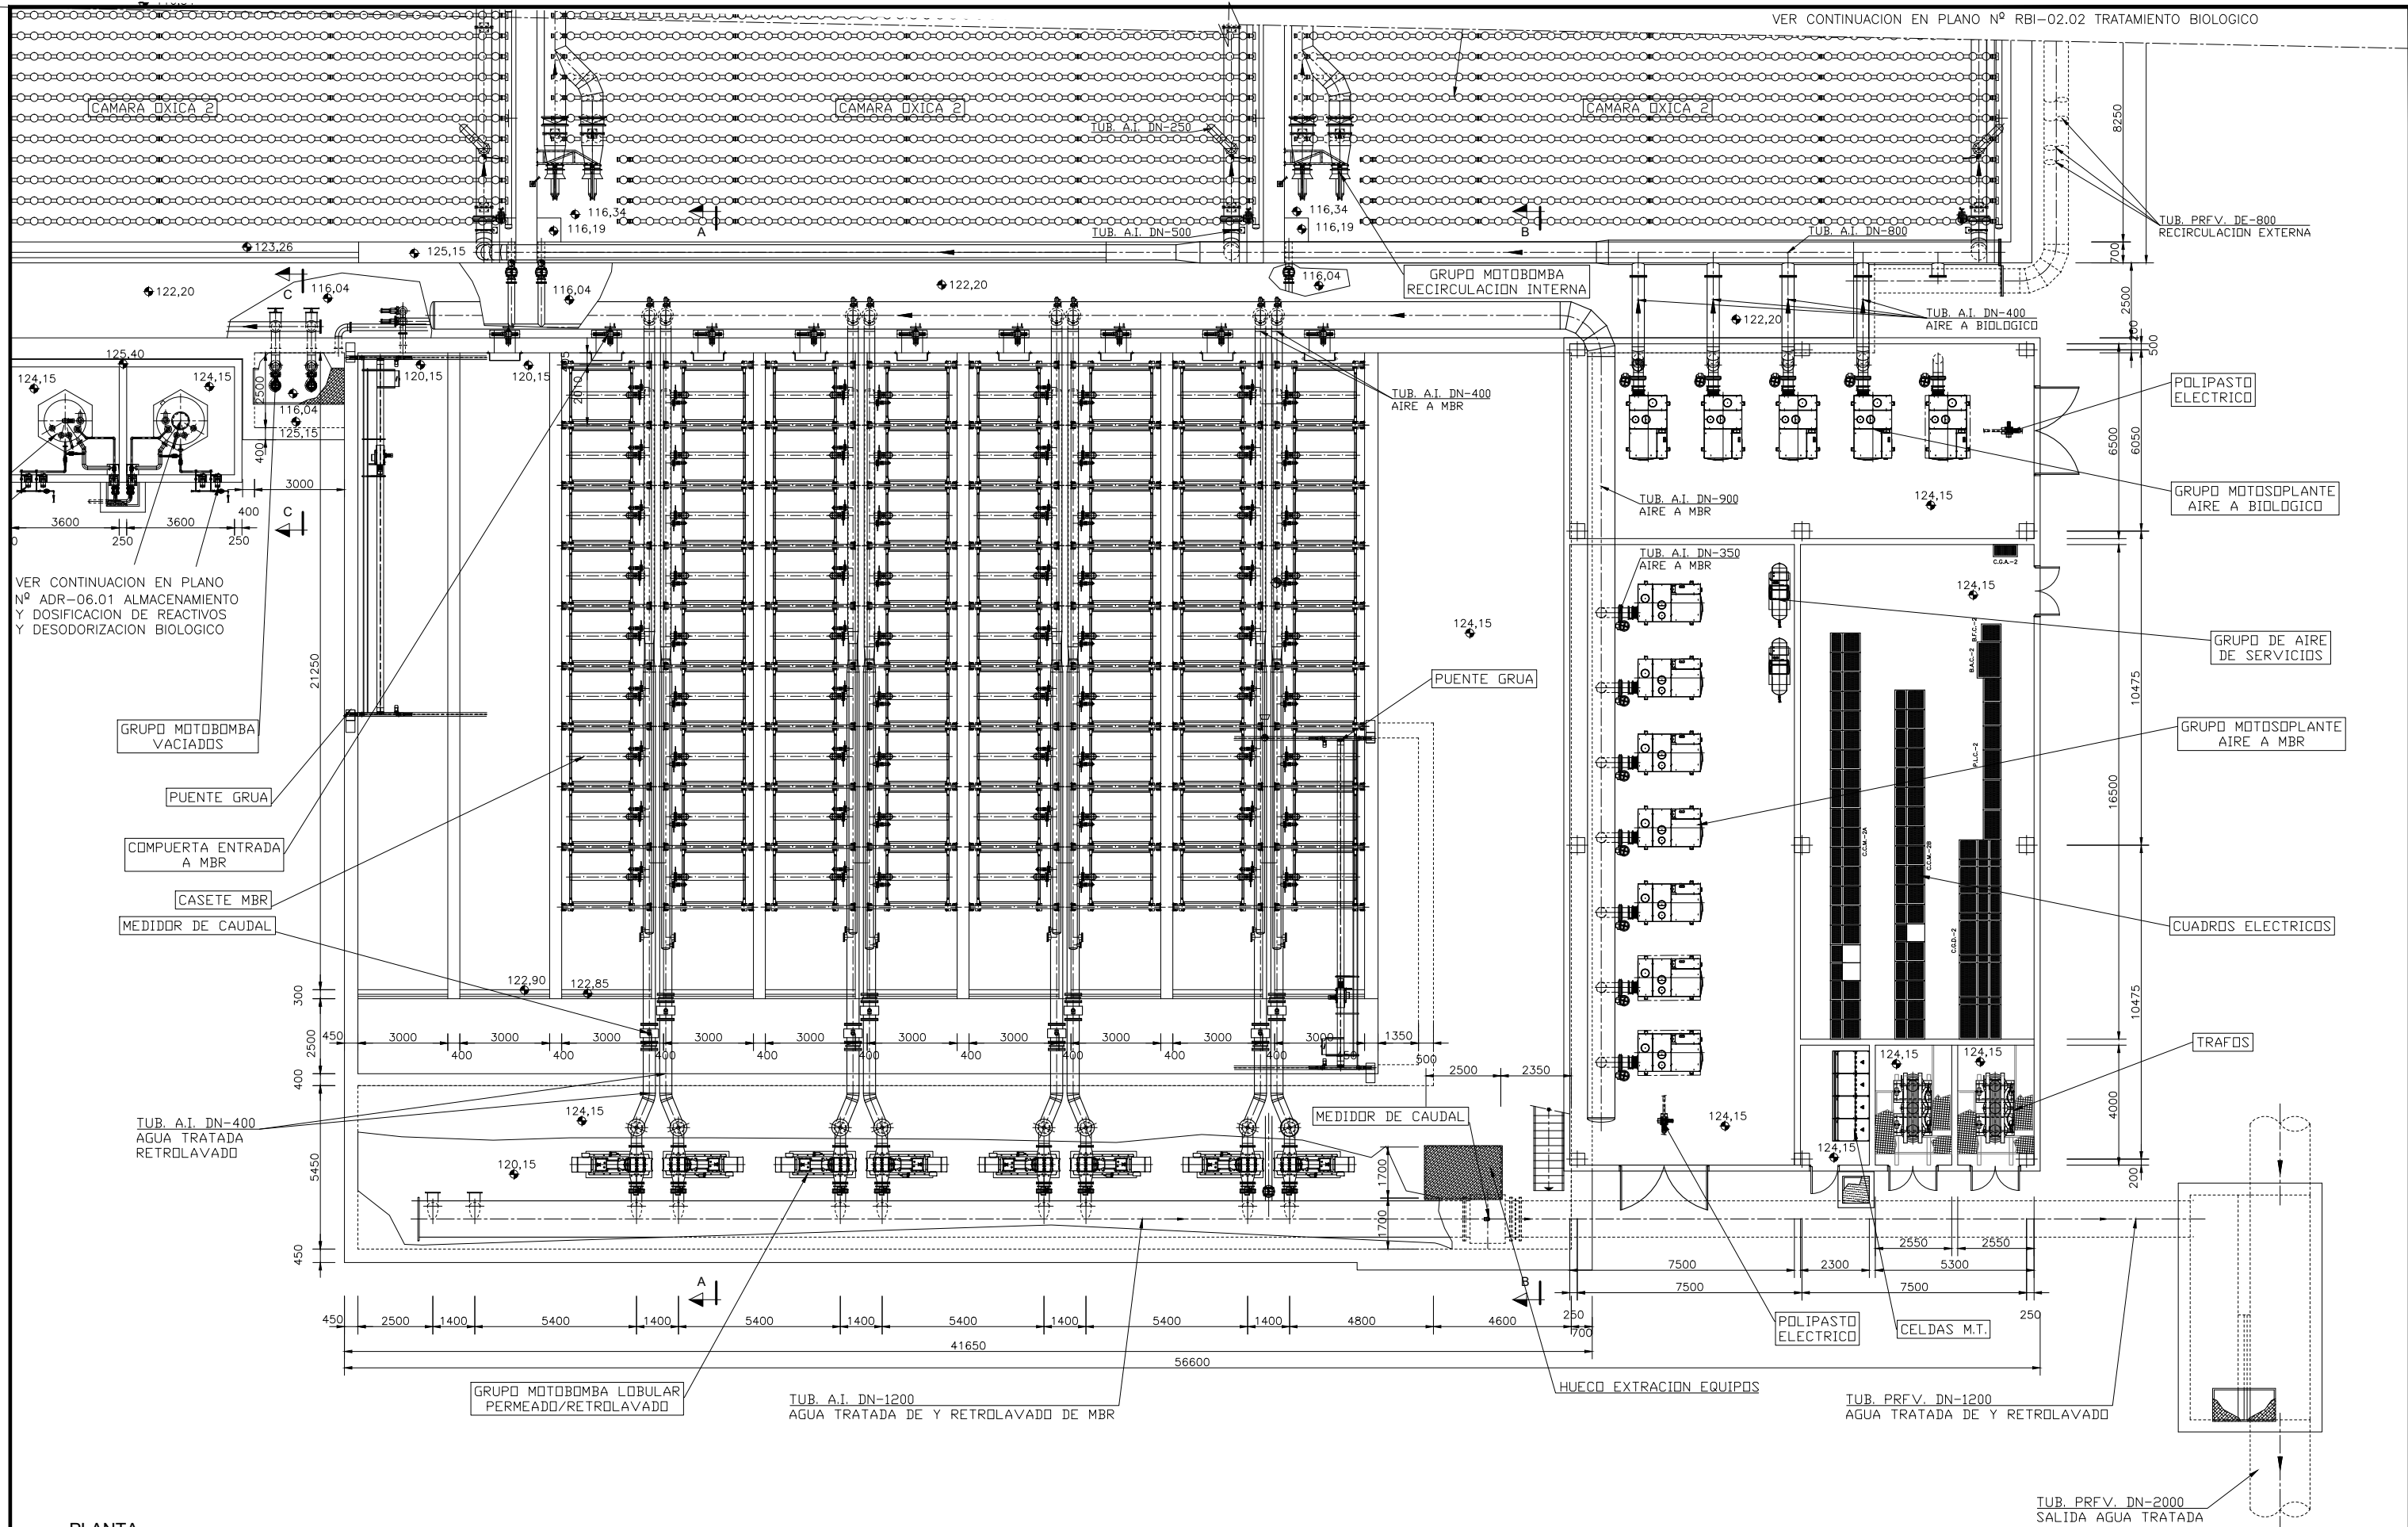 VER CONTINUACION EN PLANO Nº RBI-02.02 TRATAMIENTO BIOLOGICO
CAMARA OXICA 2
CAMARA OXICA 2
CAMARA OXICA 2
TUB. A.I. DN-250
8250
116,34
116,19
A
116,34
116,19
B
TUB. A.I. DN-500
TUB. A.I. DN-800
TUB. PRFV. DE-800
RECIRCULACION EXTERNA
700
123,26
125,15
122,20
C
116,04
116,04
122,20
116,04
GRUPO MOTOBOMBA
RECIRCULACION INTERNA
2500
TUB. A.I. DN-400
AIRE A BIOLOGICO
122,20
200
500
125,40
124,15
124,15
2500
116,04
125,15
400
120,15
120,15
2010
TUB. A.I. DN-400
AIRE A MBR
POLIPASTO
ELECTRICO
6500
6050
3000
400
3600
3600
250
250
C
TUB. A.I. DN-900
AIRE A MBR
124,15
GRUPO MOTOSOPLANTE
AIRE A BIOLOGICO
TUB. A.I. DN-350
AIRE A MBR
C.G.A.-2
124,15
VER CONTINUACION EN PLANO
Nº ADR-06.01 ALMACENAMIENTO
Y DOSIFICACION DE REACTIVOS
Y DESODORIZACION BIOLOGICO
124,15
B.F.C.-2
B.A.C.-2
GRUPO DE AIRE
DE SERVICIOS
21250
PUENTE GRUA
10475
GRUPO MOTOBOMBA
VACIADOS
GRUPO MOTOSOPLANTE
AIRE A MBR
P.L.C.-2
PUENTE GRUA
16500
COMPUERTA ENTRADA
A MBR
C.C.M.-2A
C.C.M.-2B
CASETE MBR
MEDIDOR DE CAUDAL
CUADROS ELECTRICOS
C.G.D.-2
122,90
122,85
300
10475
450
3000
3000
3000
3000
3000
3000
3000
3000
3000
3000
1350
400
400
400
400
400
400
400
400
400
500
2500
400
2500
2350
124,15
124,15
TRAFOS
TUB. A.I. DN-400
AGUA TRATADA
RETROLAVADO
124,15
MEDIDOR DE CAUDAL
124,15
4000
124,15
120,15
5450
1700
1700
200
450
2550
2550
7500
2300
5300
A
B
7500
7500
450
2500
1400
5400
1400
5400
1400
5400
1400
5400
1400
4800
4600
250
700
250
41650
56600
POLIPASTO
ELECTRICO
CELDAS M.T.
GRUPO MOTOBOMBA LOBULAR
PERMEADO/RETROLAVADO
TUB. A.I. DN-1200
AGUA TRATADA DE Y RETROLAVADO DE MBR
HUECO EXTRACION EQUIPOS
TUB. PRFV. DN-1200
AGUA TRATADA DE Y RETROLAVADO
TUB. PRFV. DN-2000
SALIDA AGUA TRATADA
PLANTA